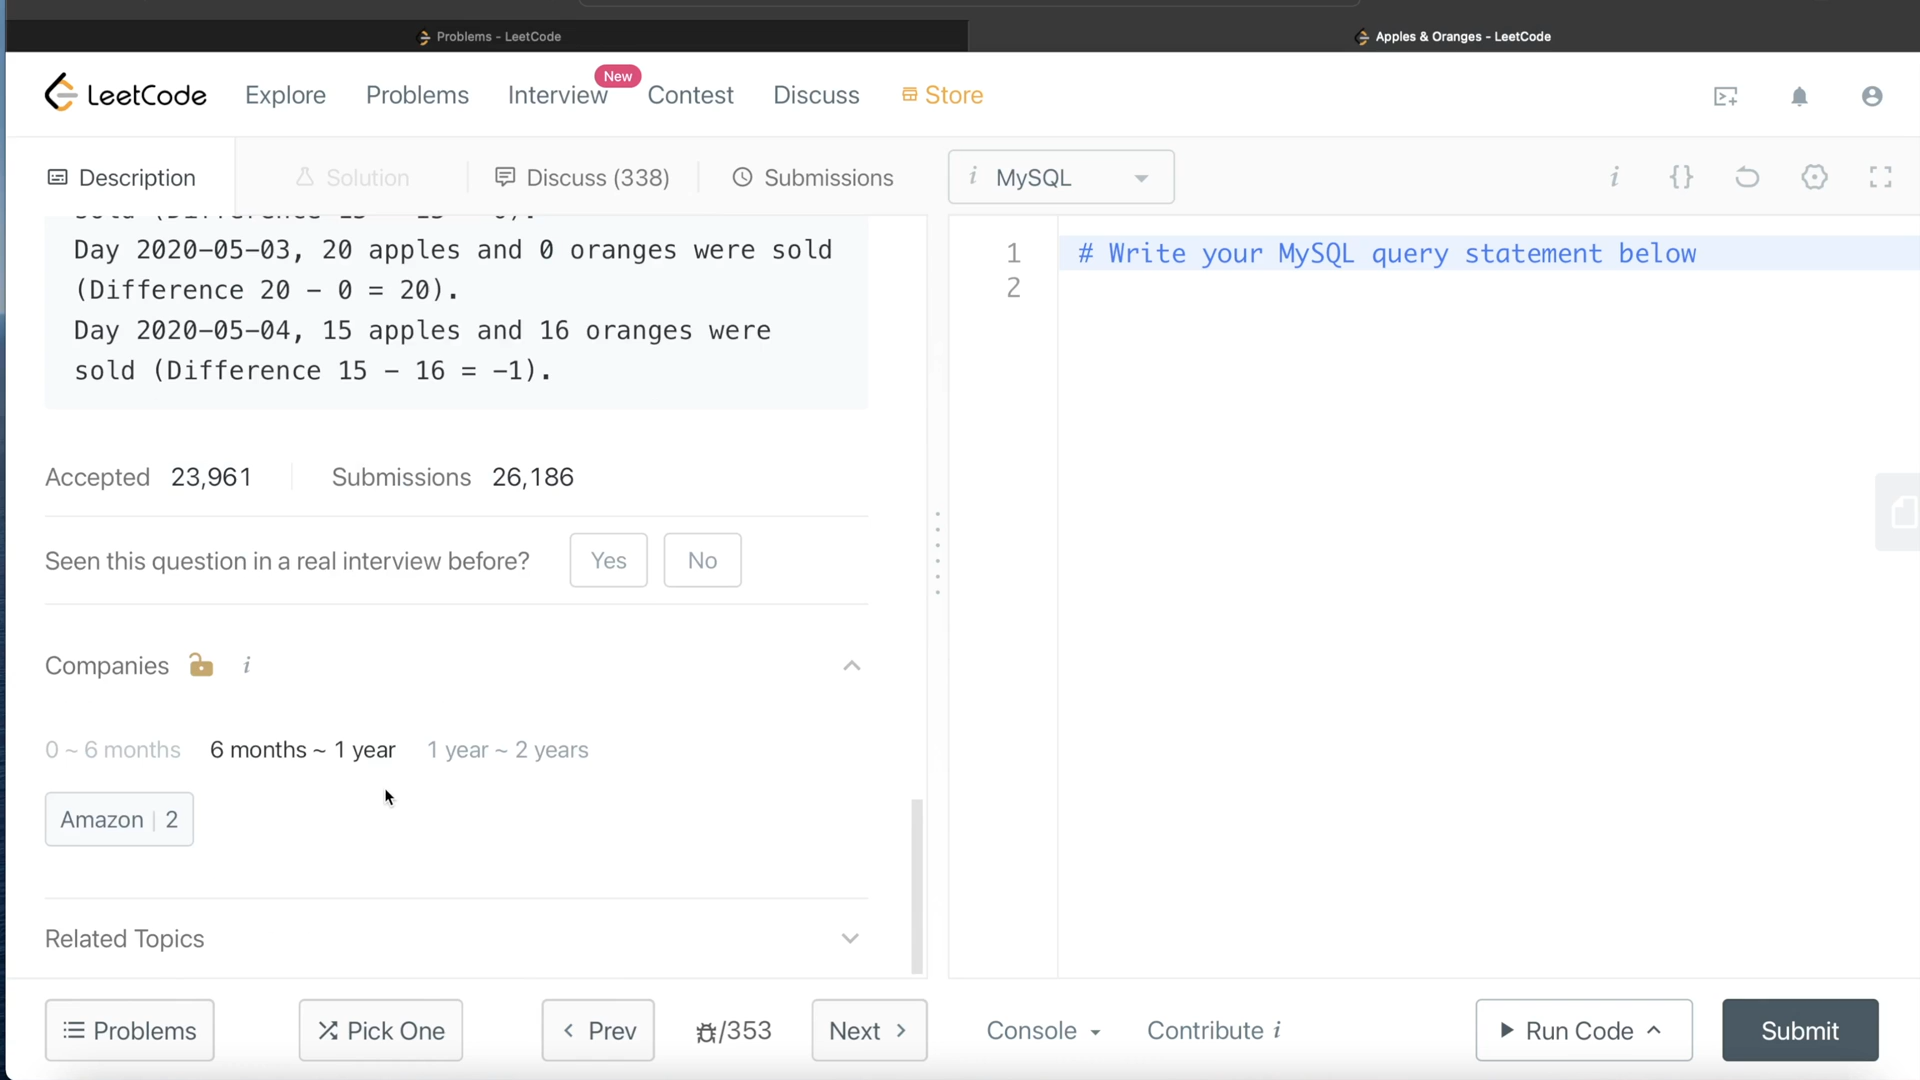 Problems - LeetCode
Apples & Oranges - LeetCode
LeetCode Explore Problems Interview New Contest Discuss Store
Description Solution Discuss (338) Submissions
i MySQL
i {}
Day 2020-05-03, 20 apples and 0 oranges were sold
(Difference 20 - 0 = 20).
Day 2020-05-04, 15 apples and 16 oranges were
sold (Difference 15 - 16 = -1).
1 # Write your MySQL query statement below
2
Accepted 23,961 Submissions 26,186
Seen this question in a real interview before? Yes No
Companies i
0 ~ 6 months 6 months ~ 1 year 1 year ~ 2 years
Amazon | 2
Related Topics
Problems Pick One < Prev /353 Next > Console Contribute i Run Code Submit